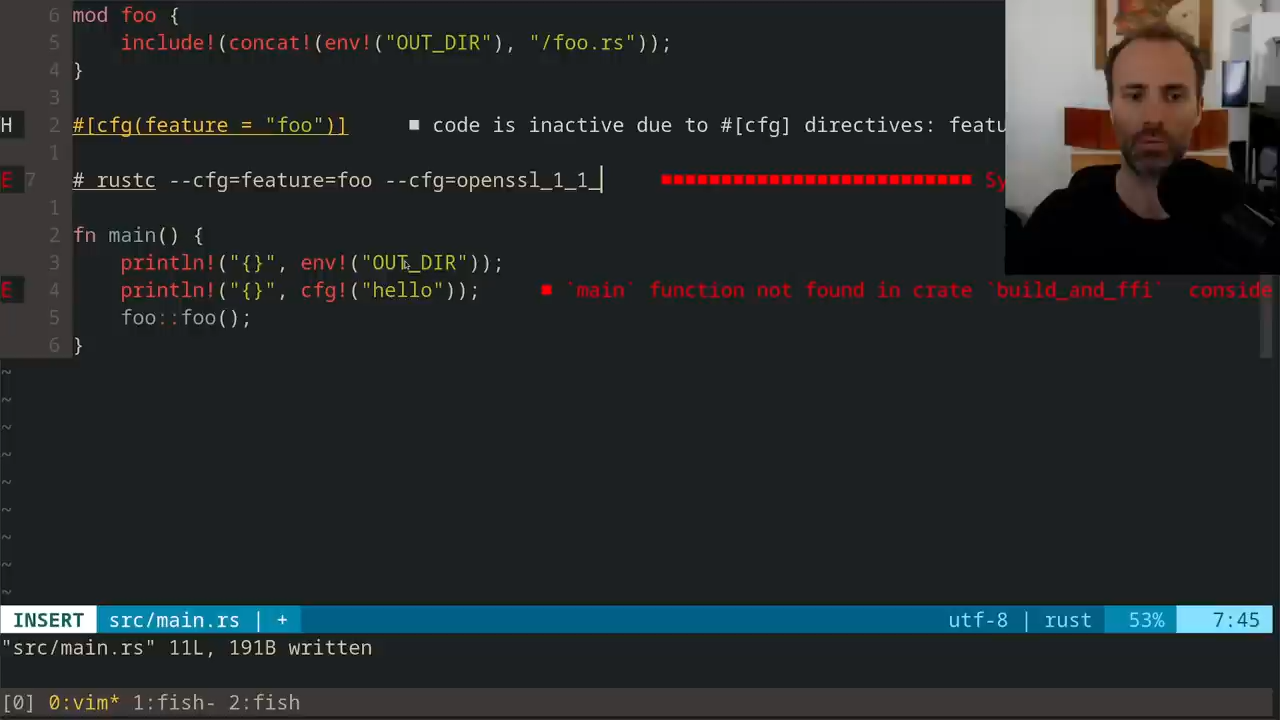 6 mod foo {
5 include!(concat!(env!("OUT_DIR"), "/foo.rs"));
4 }
3
H 2 #[cfg(feature = "foo")] ■ code is inactive due to #[cfg] directives: featu
1
E 7 # rustc --cfg=feature=foo --cfg=openssl_1_1_ ■■■■■■■■■■■■■■■■■■■■■■■■■■ Sy
1
2 fn main() {
3 println!("{}", env!("OUT_DIR"));
E 4 println!("{}", cfg!("hello")); ■ `main` function not found in crate `build_and_ffi` conside
5 foo::foo();
6 }
~
~
~
~
~
~
~
~
~
INSERT src/main.rs | + utf-8 | rust 53% 7:45
"src/main.rs" 11L, 191B written
[0] 0:vim* 1:fish- 2:fish